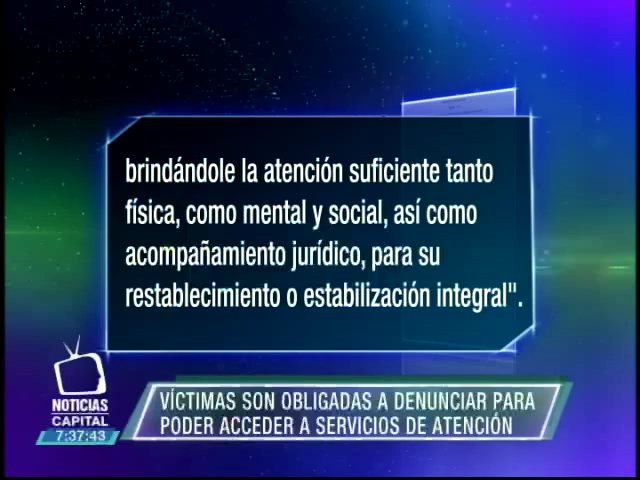 brindándole la atención suficiente tanto
física, como mental y social, así como
acompañamiento jurídico, para su
restablecimiento o estabilización integral".
VÍCTIMAS SON OBLIGADAS A DENUNCIAR PARA
PODER ACCEDER A SERVICIOS DE ATENCIÓN
NOTICIAS
CAPITAL
7:37:43